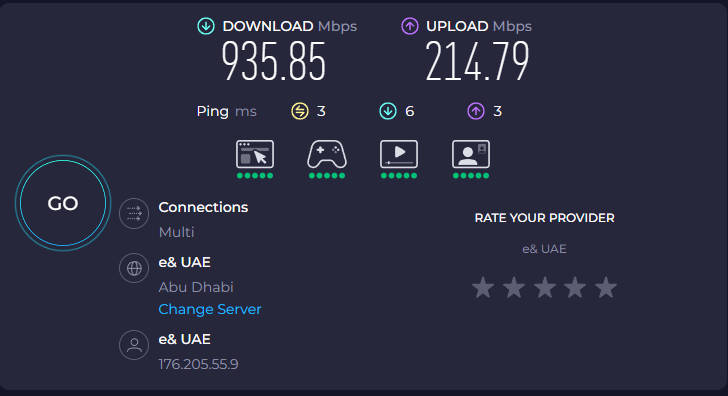 DOWNLOAD Mbps
935.85
UPLOAD Mbps
214.79
Ping ms 3 6 3
GO
Connections
Multi
e& UAE
Abu Dhabi
Change Server
e& UAE
176.205.55.9
RATE YOUR PROVIDER
e& UAE